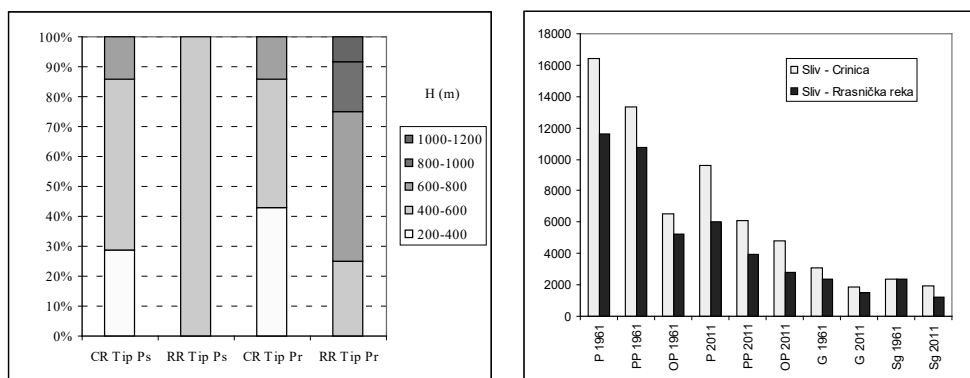 100%
90%
80%
70%
60%
50%
40%
30%
20%
10%
0%
CR Tip Ps RR Tip Ps CR Tip Pr RR Tip Pr
H (m)
1000-1200
800-1000
600-800
400-600
200-400
18000
16000
14000
12000
10000
8000
6000
4000
2000
0
Sliv - Crinica
Sliv - Rrasnička reka
P 1961
PP 1961
OP 1961
P 2011
PP 2011
OP 2011
G 1961
G 2011
Sg 1961
Sg 2011